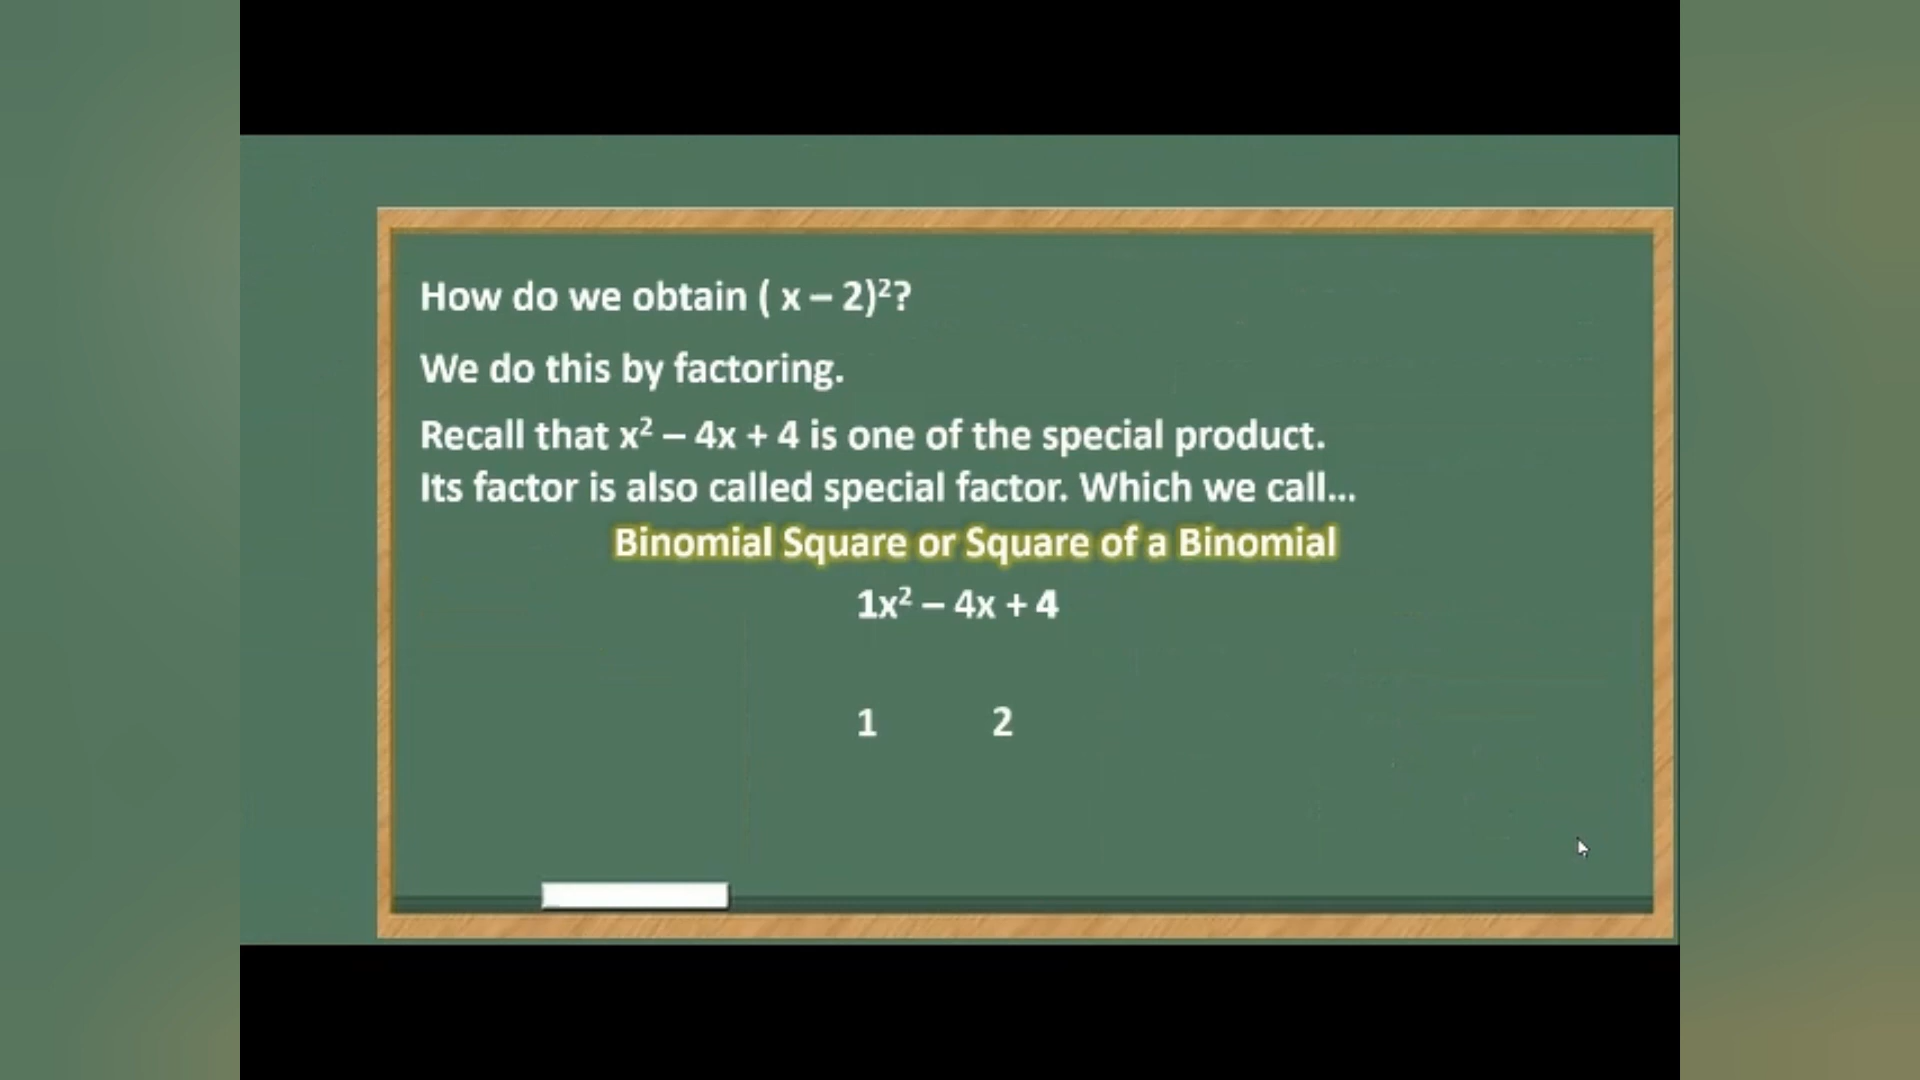 How do we obtain ( x – 2)²?
We do this by factoring.
Recall that x² – 4x + 4 is one of the special product.
Its factor is also called special factor. Which we call...
Binomial Square or Square of a Binomial
1x² – 4x + 4
1 2